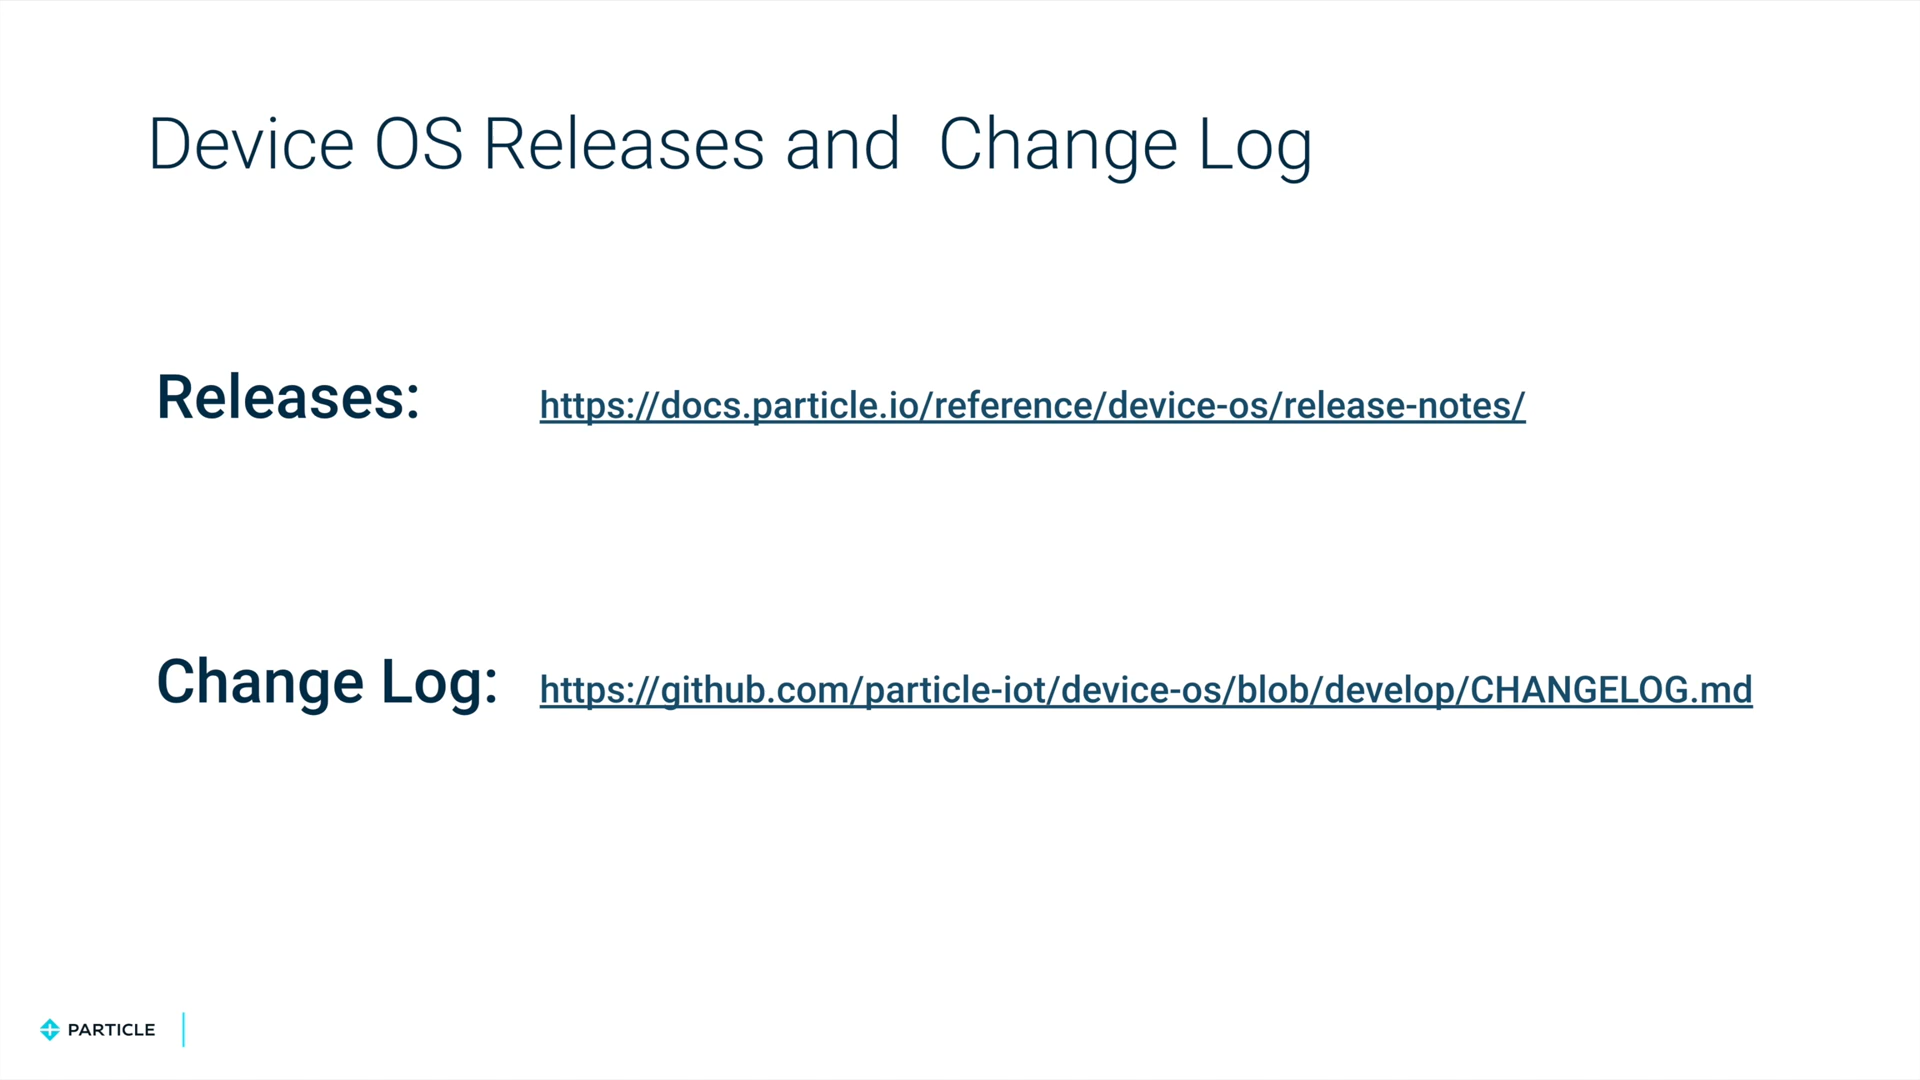 Device OS Releases and  Change Log
Releases: https://docs.particle.io/reference/device-os/release-notes/
Change Log: https://github.com/particle-iot/device-os/blob/develop/CHANGELOG.md
PARTICLE